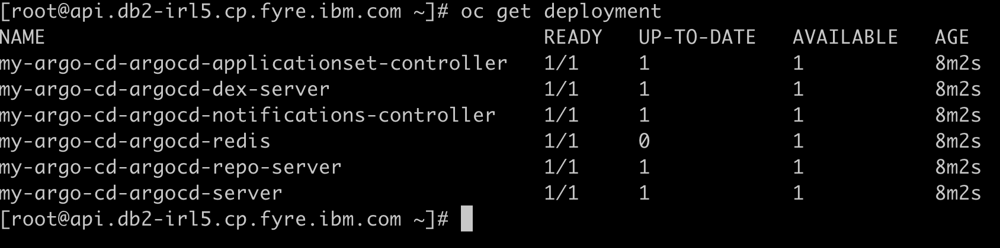 [root@api.db2-irl5.cp.fyre.ibm.com ~]# oc get deployment
NAME READY UP-TO-DATE AVAILABLE AGE
my-argo-cd-argocd-applicationset-controller 1/1 1 1 8m2s
my-argo-cd-argocd-dex-server 1/1 1 1 8m2s
my-argo-cd-argocd-notifications-controller 1/1 1 1 8m2s
my-argo-cd-argocd-redis 1/1 0 1 8m2s
my-argo-cd-argocd-repo-server 1/1 1 1 8m2s
my-argo-cd-argocd-server 1/1 1 1 8m2s
[root@api.db2-irl5.cp.fyre.ibm.com ~]#